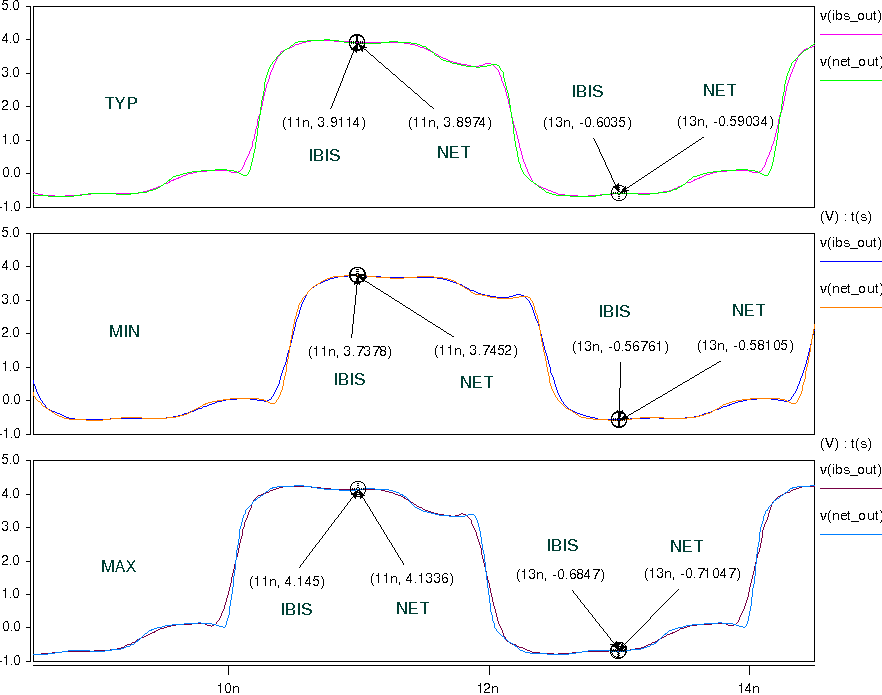 5.0
v(ibs_out)
4.0
v(net_out)
3.0
IBIS
NET
TYP
2.0
(11n, 3.9114)
(11n, 3.8974)
(13n, -0.6035)
(13n, -0.59034)
1.0
IBIS
NET
0.0
-1.0
(V) : t(s)
5.0
v(ibs_out)
4.0
v(net_out)
3.0
IBIS
NET
MIN
2.0
(11n, 3.7378)
(11n, 3.7452)
(13n, -0.56761)
(13n, -0.58105)
1.0
IBIS
NET
0.0
-1.0
(V) : t(s)
5.0
v(ibs_out)
4.0
v(net_out)
3.0
IBIS
NET
MAX
2.0
(11n, 4.145)
(11n, 4.1336)
(13n, -0.6847)
(13n, -0.71047)
1.0
IBIS
NET
0.0
-1.0
10n
12n
14n